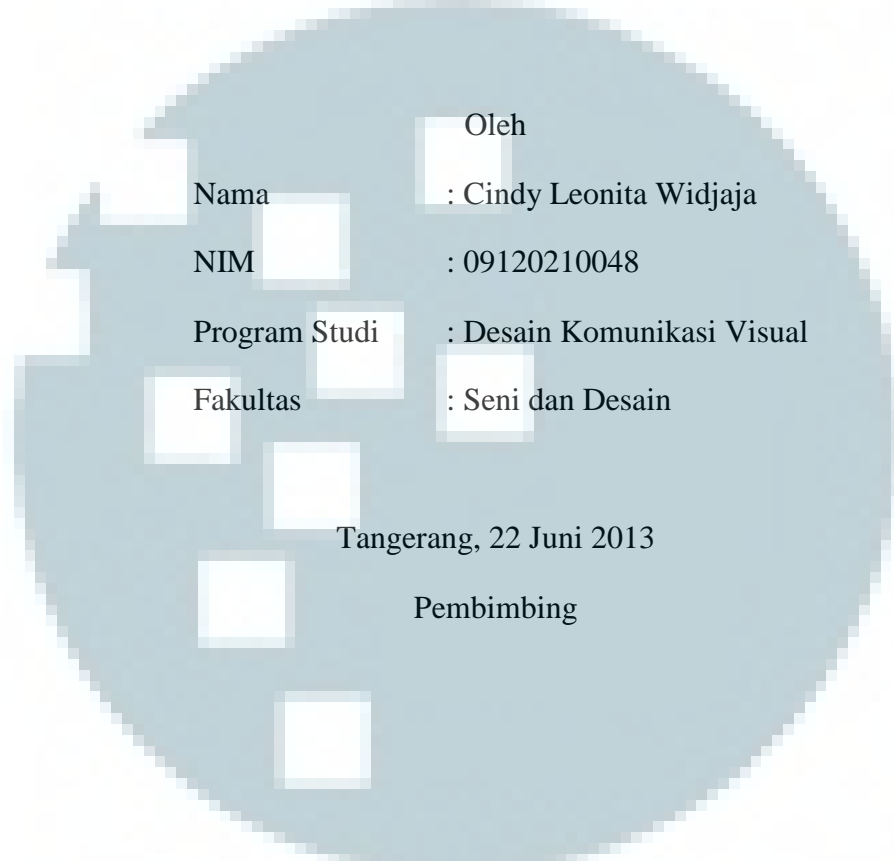 Oleh
Nama : Cindy Leonita Widjaja
NIM : 09120210048
Program Studi : Desain Komunikasi Visual
Fakultas : Seni dan Desain
Tangerang, 22 Juni 2013
Pembimbing